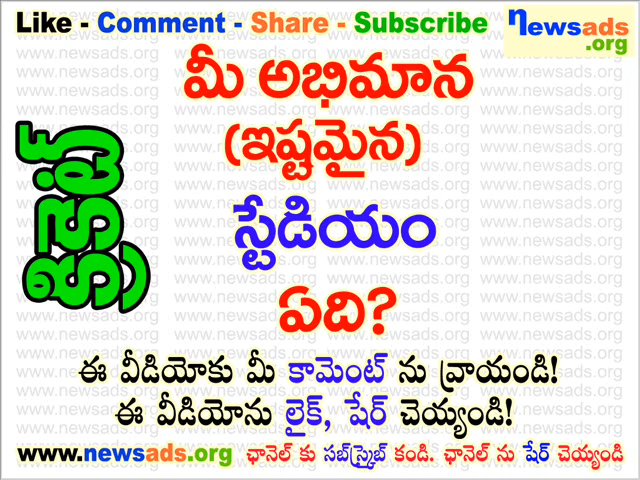 Like - Comment - Share - Subscribe
newsads
.org
మీ అభిమాన
(ఇష్టమైన)
స్టేడియం
ఏది?
క్రికెట్
ఈ వీడియోకు మీ కామెంట్ ను వ్రాయండి!
ఈ వీడియోను లైక్, షేర్ చెయ్యండి!
www.newsads.org ఛానెల్ కు సబ్‌స్క్రైబ్ కండి. ఛానెల్ ను షేర్ చెయ్యండి